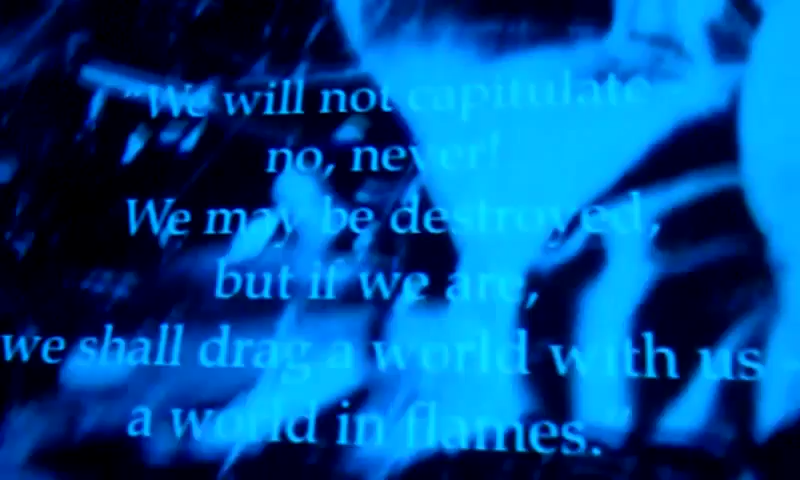 "We will not capitulate
no, never!
We may be destroyed,
but if we are,
we shall drag a world with us -
a world in flames."